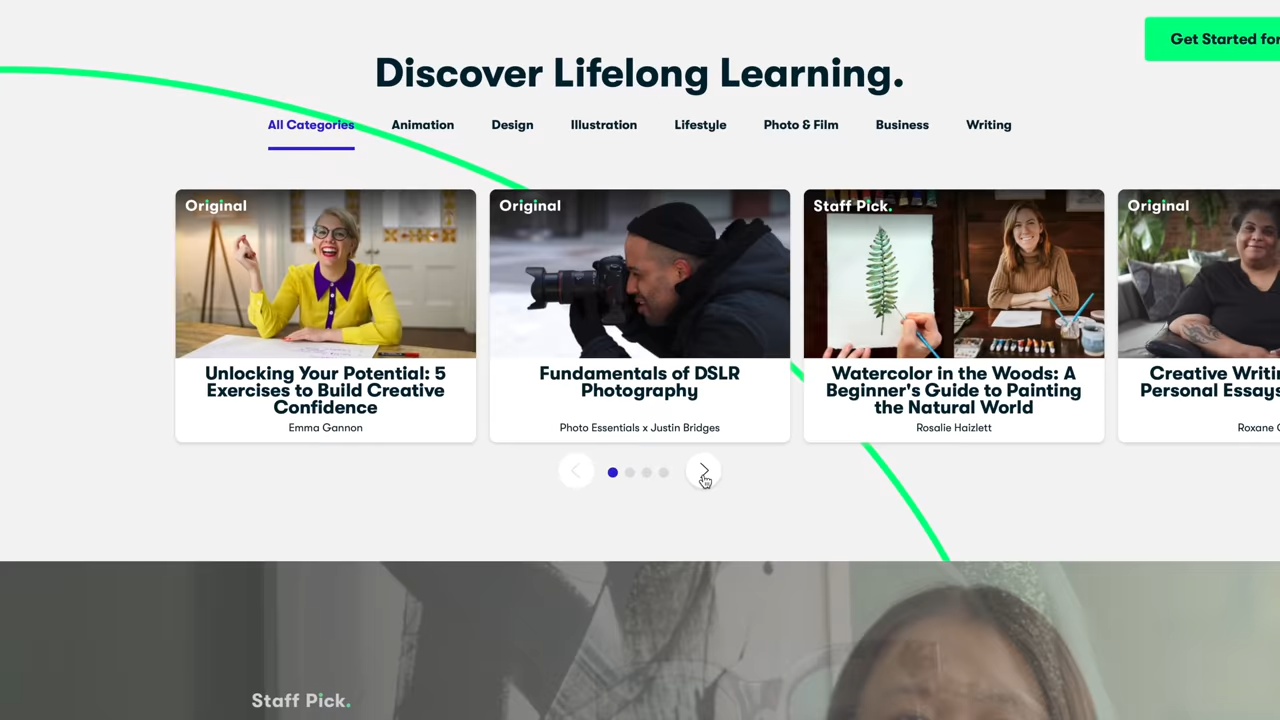 Get Started for
Discover Lifelong Learning.
All Categories
Animation
Design
Illustration
Lifestyle
Photo & Film
Business
Writing
Original
Unlocking Your Potential: 5
Exercises to Build Creative
Confidence
Emma Gannon
Original
Fundamentals of DSLR
Photography
Photo Essentials x Justin Bridges
Staff Pick.
Watercolor in the Woods: A
Beginner's Guide to Painting
the Natural World
Rosalie Haizlett
Original
Creative
Personal Essays
Roxane
Staff Pick.